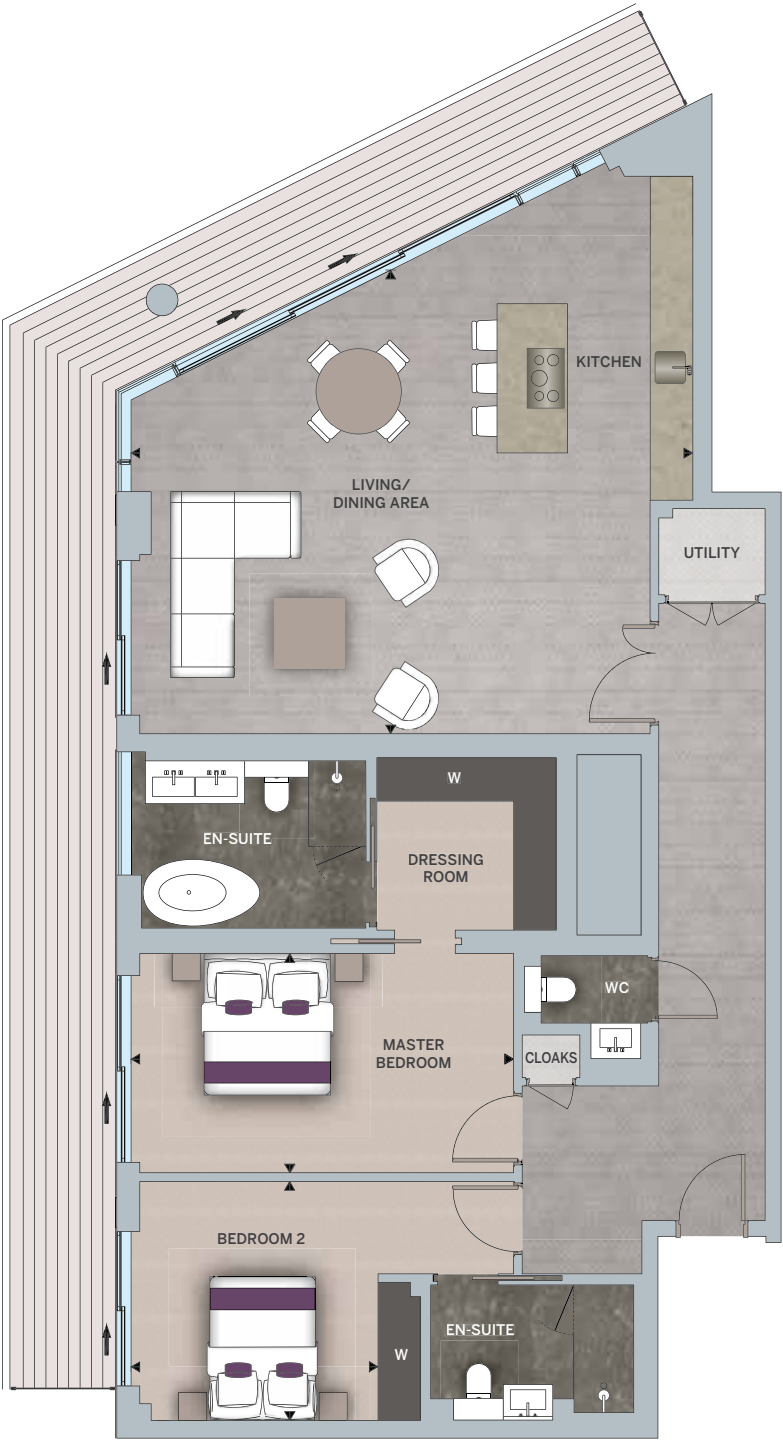 KITCHEN
LIVING/
DINING AREA
UTILITY
W
EN-SUITE
DRESSING
ROOM
WC
MASTER
BEDROOM
CLOAKS
BEDROOM 2
EN-SUITE
W